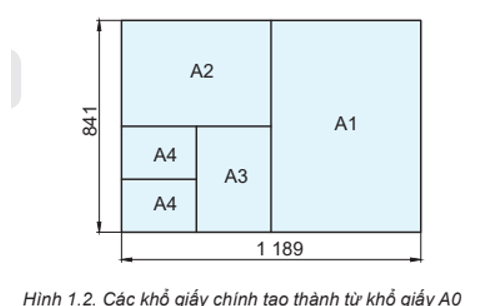 A2
A1
841
A4
A3
A4
1 189
Hình 1.2. Các khổ giấy chính tạo thành từ khổ giấy A0